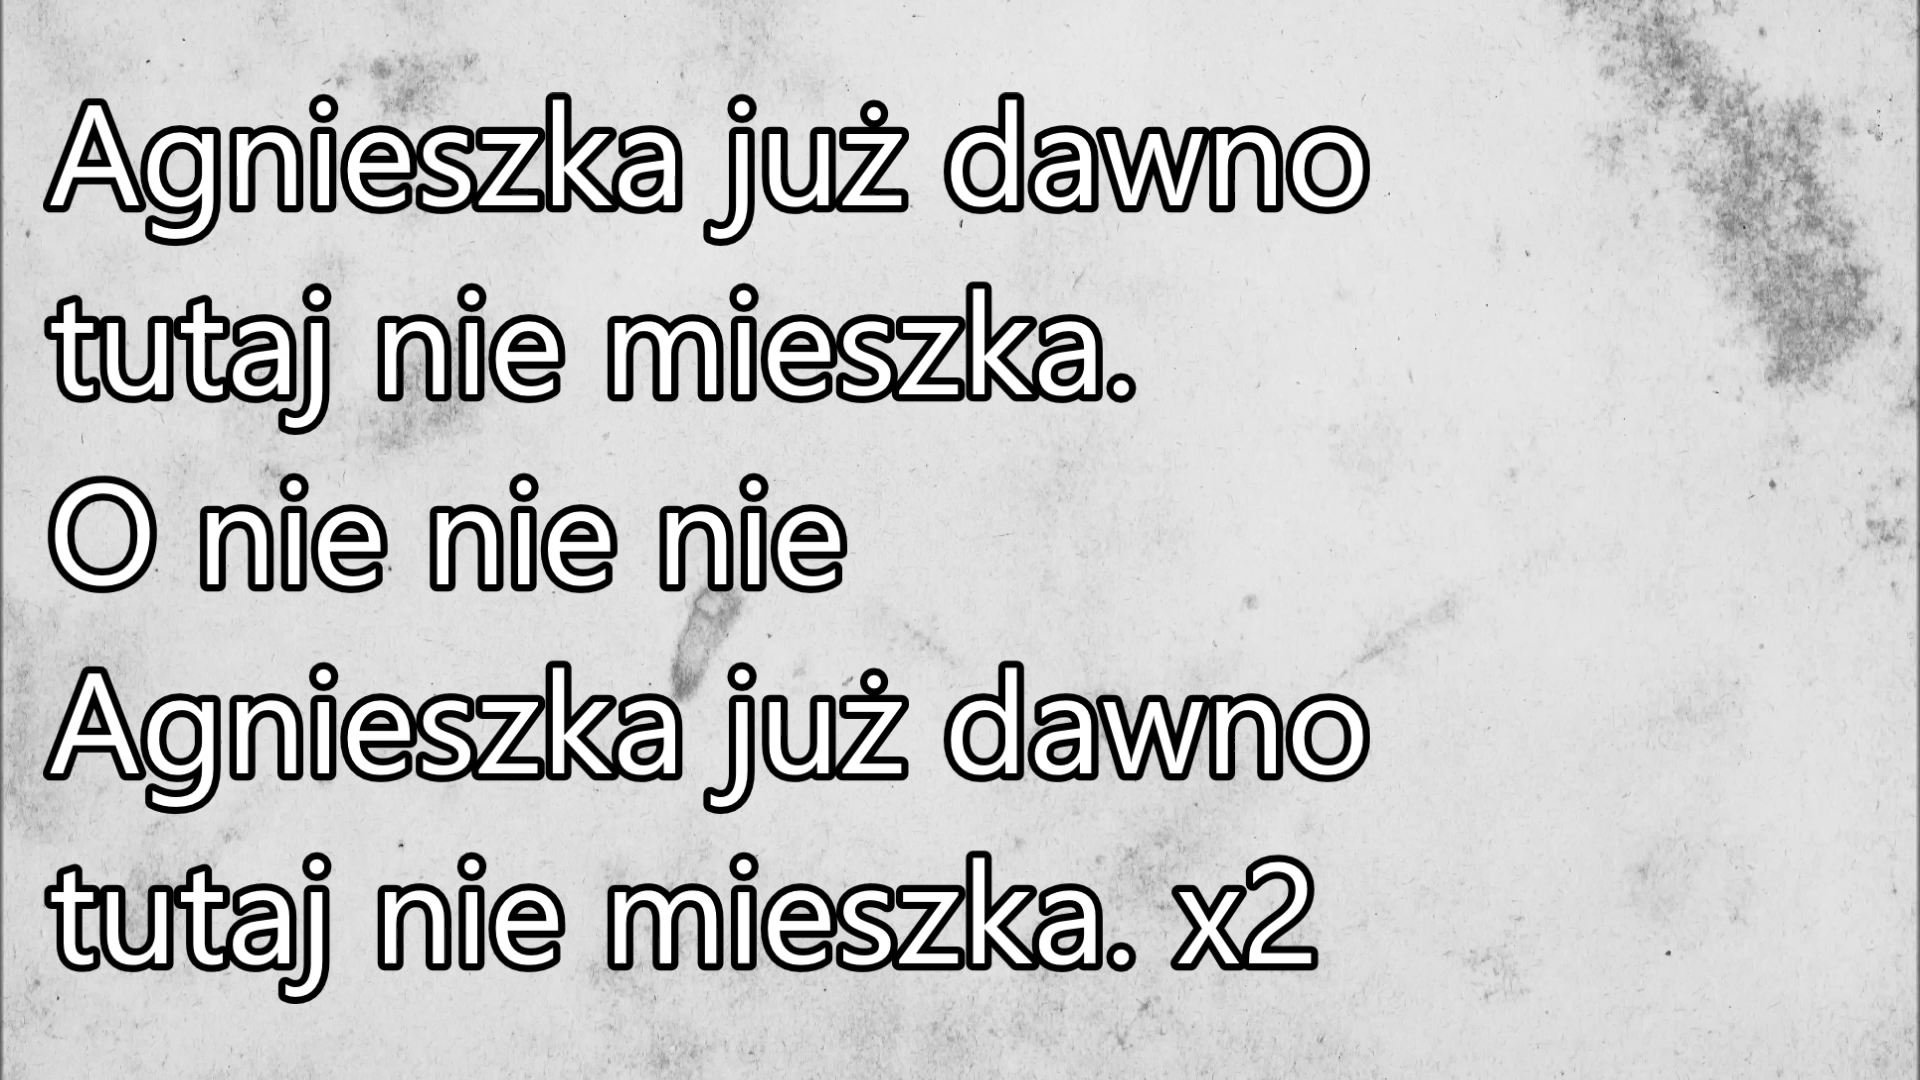 Agnieszka już dawno
tutaj nie mieszka.
O nie nie nie
Agnieszka już dawno
tutaj nie mieszka. x2